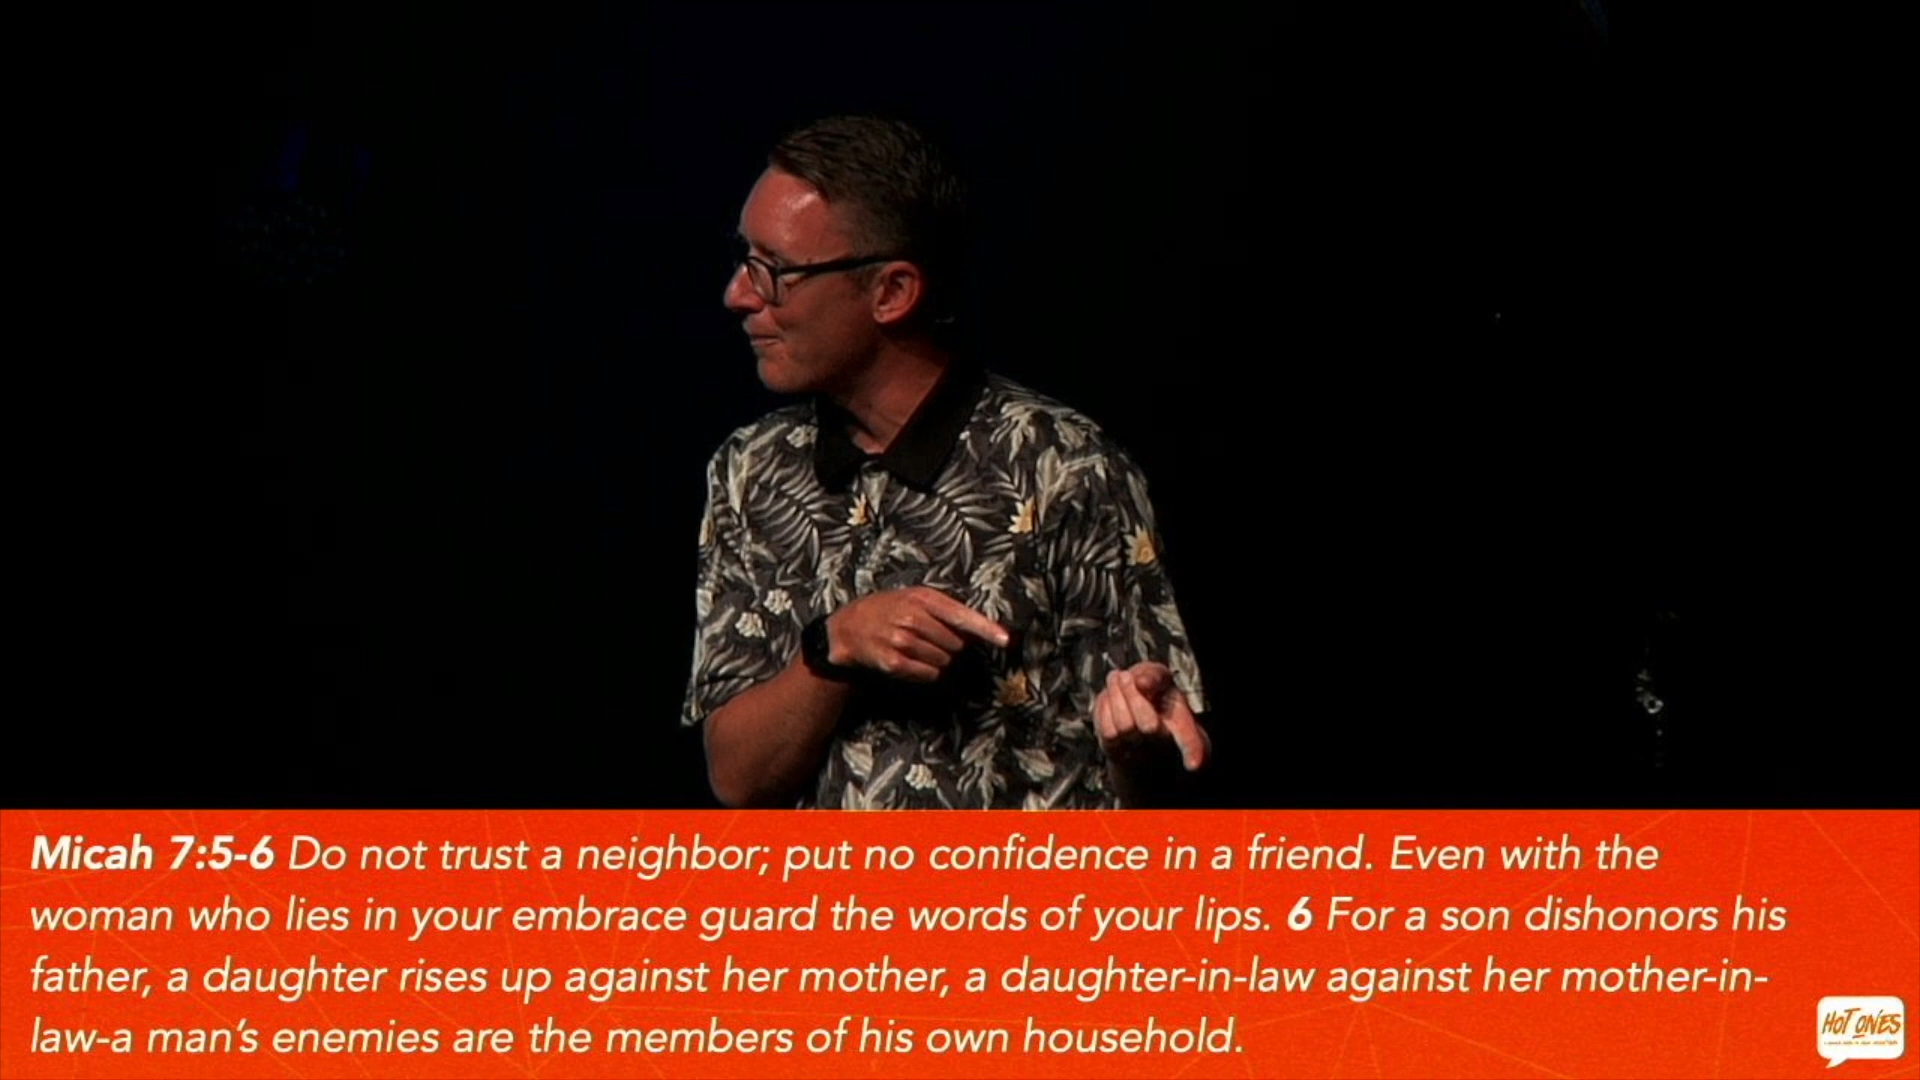 Micah 7:5-6 Do not trust a neighbor; put no confidence in a friend. Even with the
woman who lies in your embrace guard the words of your lips. 6 For a son dishonors his
father, a daughter rises up against her mother, a daughter-in-law against her mother-in-
law-a man's enemies are the members of his own household.
HOT ONES